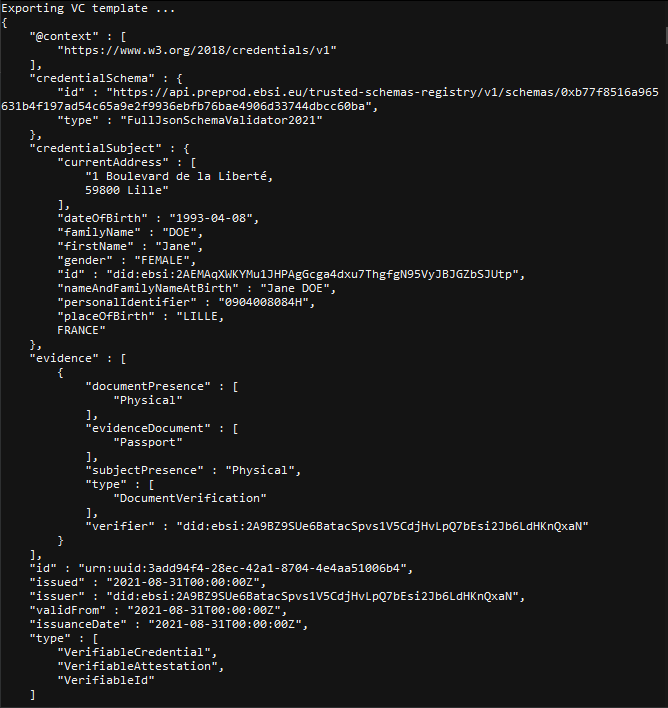 Exporting VC template ...
{
    "@context" : [
        "https://www.w3.org/2018/credentials/v1"
    ],
    "credentialSchema" : {
        "id" : "https://api.preprod.ebsi.eu/trusted-schemas-registry/v1/schemas/0xb77f8516a965
631b4f197ad54c65a9e2f9936ebfb76bae4906d33744dbcc60ba",
        "type" : "FullJsonSchemaValidator2021"
    },
    "credentialSubject" : {
        "currentAddress" : [
            "1 Boulevard de la Liberté,
            59800 Lille"
        ],
        "dateOfBirth" : "1993-04-08",
        "familyName" : "DOE",
        "firstName" : "Jane",
        "gender" : "FEMALE",
        "id" : "did:ebsi:2AEMAqXWKYMu1JHPAgGcga4dxu7ThgfgN95VyJBJGZbSJUtp",
        "nameAndFamilyNameAtBirth" : "Jane DOE",
        "personalIdentifier" : "0904008084H",
        "placeOfBirth" : "LILLE,
        FRANCE"
    },
    "evidence" : [
        {
            "documentPresence" : [
                "Physical"
            ],
            "evidenceDocument" : [
                "Passport"
            ],
            "subjectPresence" : "Physical",
            "type" : [
                "DocumentVerification"
            ],
            "verifier" : "did:ebsi:2A9BZ9SUe6BatacSpvs1V5CdjHvLpQ7bEsi2Jb6LdHKnQxaN"
        }
    ],
    "id" : "urn:uuid:3add94f4-28ec-42a1-8704-4e4aa51006b4",
    "issued" : "2021-08-31T00:00:00Z",
    "issuer" : "did:ebsi:2A9BZ9SUe6BatacSpvs1V5CdjHvLpQ7bEsi2Jb6LdHKnQxaN",
    "validFrom" : "2021-08-31T00:00:00Z",
    "issuanceDate" : "2021-08-31T00:00:00Z",
    "type" : [
        "VerifiableCredential",
        "VerifiableAttestation",
        "VerifiableId"
    ]